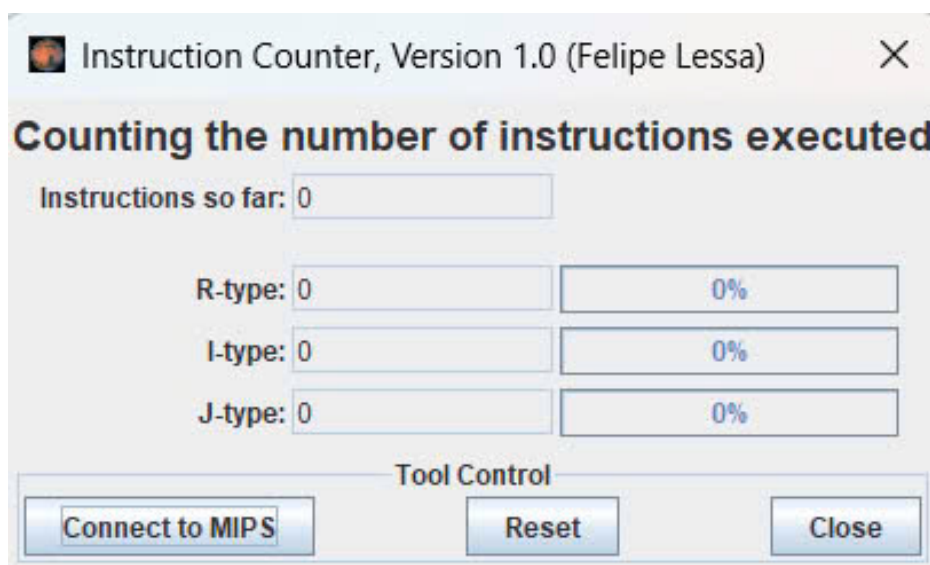 Instruction Counter, Version 1.0 (Felipe Lessa)
Counting the number of instructions executed
Instructions so far: 0
R-type: 0 0%
I-type: 0 0%
J-type: 0 0%
Tool Control
Connect to MIPS Reset Close